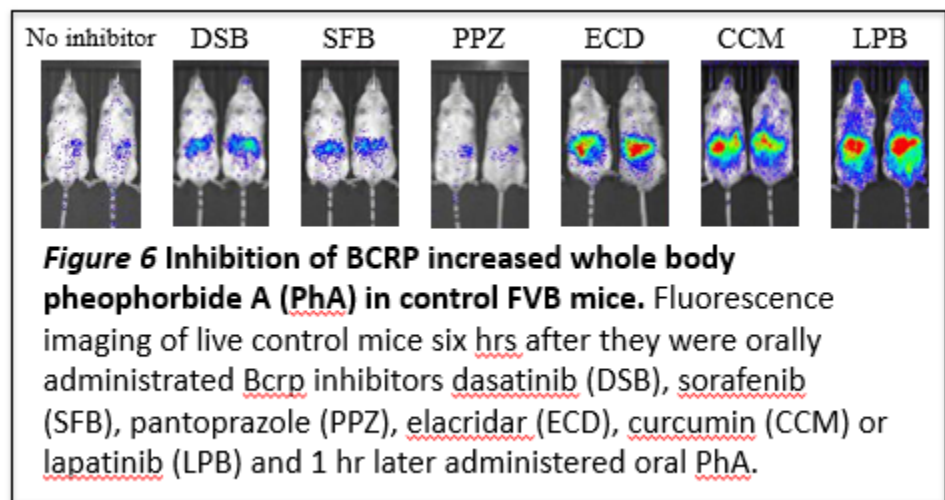 No inhibitor DSB SFB PPZ ECD CCM LPB
Figure 6 Inhibition of BCRP increased whole body
pheophorbide A (PhA) in control FVB mice. Fluorescence
imaging of live control mice six hrs after they were orally
administrated Bcrp inhibitors dasatinib (DSB), sorafenib
(SFB), pantoprazole (PPZ), elacridar (ECD), curcumin (CCM) or
lapatinib (LPB) and 1 hr later administered oral PhA.